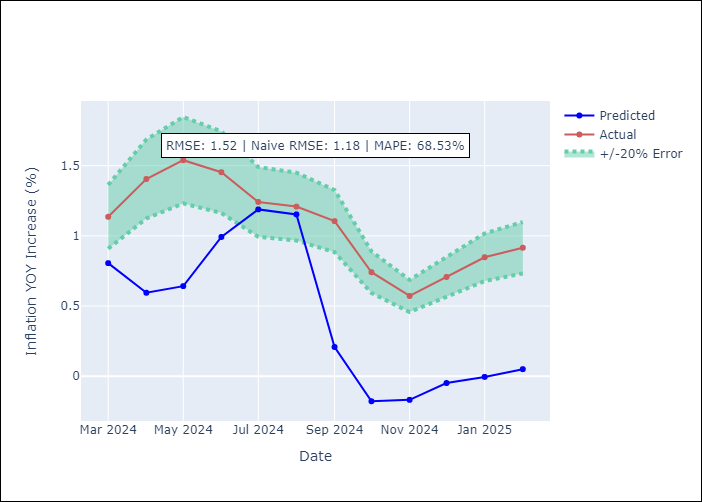 RMSE: 1.52 | Naive RMSE: 1.18 | MAPE: 68.53%
Predicted
Actual
+/-20% Error
Inflation YOY Increase (%)
1.5
1
0.5
0
Mar 2024 May 2024 Jul 2024 Sep 2024 Nov 2024 Jan 2025
Date